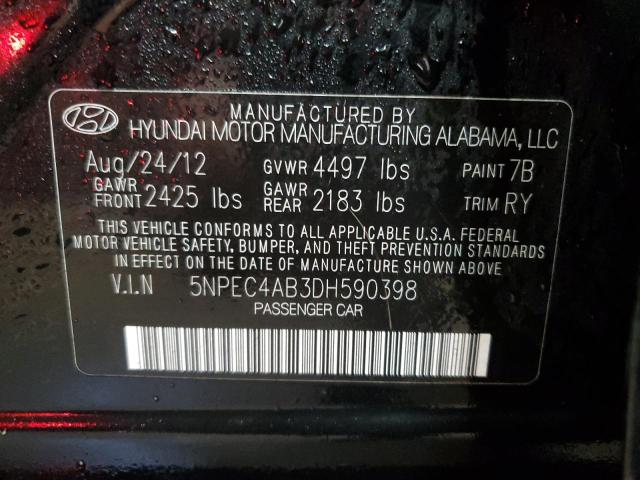 MANUFACTURED BY
HYUNDAI MOTOR MANUFACTURING ALABAMA, LLC
Aug/24/12 GVWR 4497 lbs PAINT 7B
GAWR FRONT 2425 lbs GAWR REAR 2183 lbs TRIM RY
THIS VEHICLE CONFORMS TO ALL APPLICABLE U.S.A. FEDERAL
MOTOR VEHICLE SAFETY, BUMPER, AND THEFT PREVENTION STANDARDS
IN EFFECT ON THE DATE OF MANUFACTURE SHOWN ABOVE
V.I.N 5NPEC4AB3DH590398
PASSENGER CAR